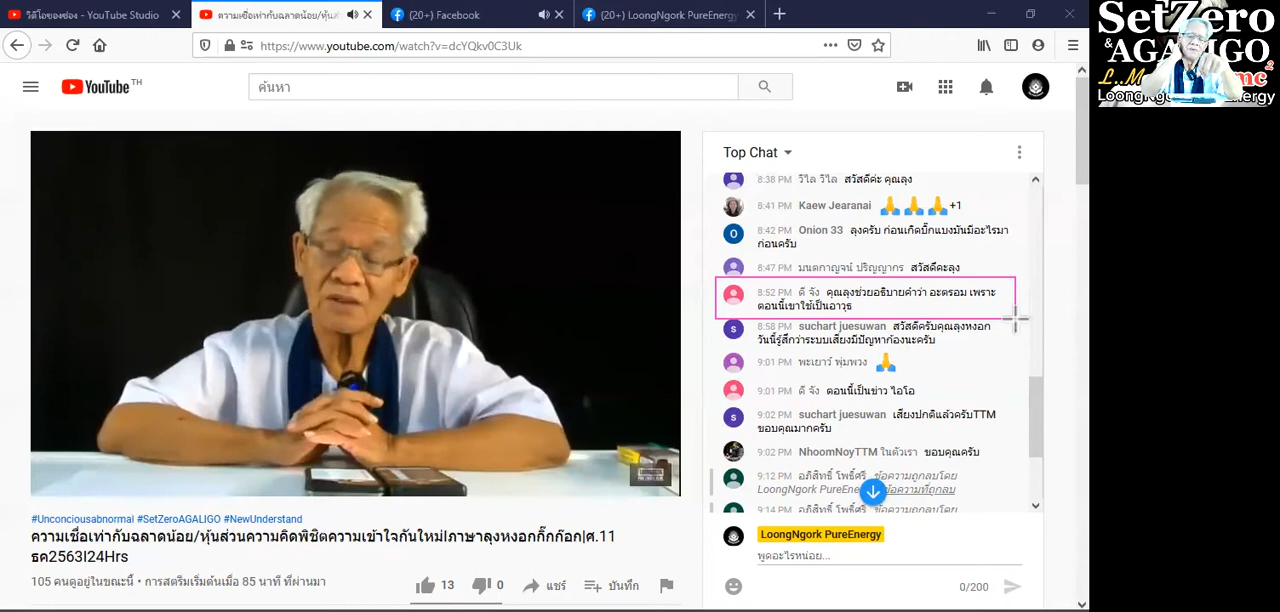 วิดีโอของช่อง - YouTube Studio
ความเชื่อเท่ากับฉลาดน้อย/หุ้นส่
(20+) Facebook
(20+) LoongNgork PureEnergy
https://www.youtube.com/watch?v=dcYQkv0C3Uk
YouTube TH
ค้นหา
SetZero
& AGALIGO
Top Chat
8:38 PM วิไล วิไล สวัสดีค่ะ คุณลุง
8:41 PM Kaew Jearanai 🙏🙏🙏+1
8:42 PM Onion 33 ลุงครับ ก่อนเกิดบิ๊กแบงมันมีอะไรมา
ก่อนครับ
8:47 PM มนตกาญจน์ ปริญญากร สวัสดีคะลุง
8:52 PM ดี จัง คุณลุงช่วยอธิบายคำว่า อะตรอม เพราะ
ตอนนี้เขาใช้เป็นอาวุธ
8:58 PM suchart juesuwan สวัสดีครับคุณลุงหงอก
วันนี้รู้สึกว่าระบบเสียงมีปัญหาก้องนะครับ
9:01 PM พะเยาว์ พุ่มพวง 🙏
9:01 PM ดี จัง ตอนนี้เป็นข่าว ไอโอ
9:02 PM suchart juesuwan เสียงปกติแล้วครับTTM
ขอบคุณมากครับ
9:02 PM NhoomNoyTTM ในตัวเรา ขอบคุณครับ
9:12 PM อภิสิทธิ์ โพธิ์ศรี ข้อความถูกลบโดย
LoongNgork PureEnergy ข้อความที่ถูกลบ
9:14 PM อภิสิทธิ์ โพธิ์ศรี ข้อความถูกลบโดย
LoongNgork PureEnergy
พูดอะไรหน่อย...
0/200
#Unconciousabnormal #SetZeroAGALIGO #NewUnderstand
ความเชื่อเท่ากับฉลาดน้อย/หุ้นส่วนความคิดพิชิตความเข้าใจกันใหม่|ภาษาลุงหงอกกิ๊กก๊อก|ศ.11
ธค2563|24Hrs
105 คนดูอยู่ในขณะนี้ • การสตรีมเริ่มต้นเมื่อ 85 นาที ที่ผ่านมา
13
0
แชร์
บันทึก